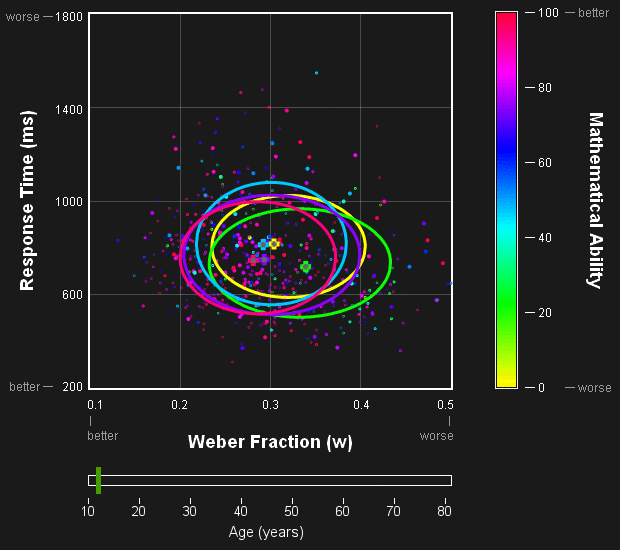 worse
1800
1400
1000
600
200
better
Response Time (ms)
0.1 0.2 0.3 0.4 0.5
better
worse
Weber Fraction (w)
10 20 30 40 50 60 70 80
Age (years)
100
better
80
60
40
20
0
worse
Mathematical Ability